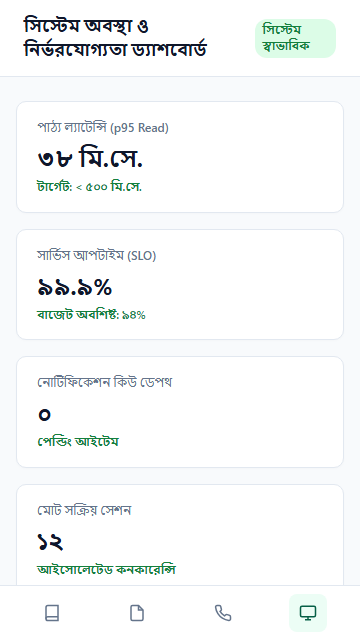 সিস্টেম অবস্থা ও
নির্ভরযোগ্যতা ড্যাশবোর্ড
সিস্টেম
স্বাভাবিক
পাঠ্য ল্যাটেন্সি (p95 Read)
৩৮ মি.সে.
টার্গেট: < ৫০০ মি.সে.
সার্ভিস আপটাইম (SLO)
৯৯.৯%
বাজেট অবশিষ্ট: ৯৪%
নোটিফিকেশন কিউ ডেপথ
০
পেন্ডিং আইটেম
মোট সক্রিয় সেশন
১২
আইসোলেটেড কনকারেন্সি